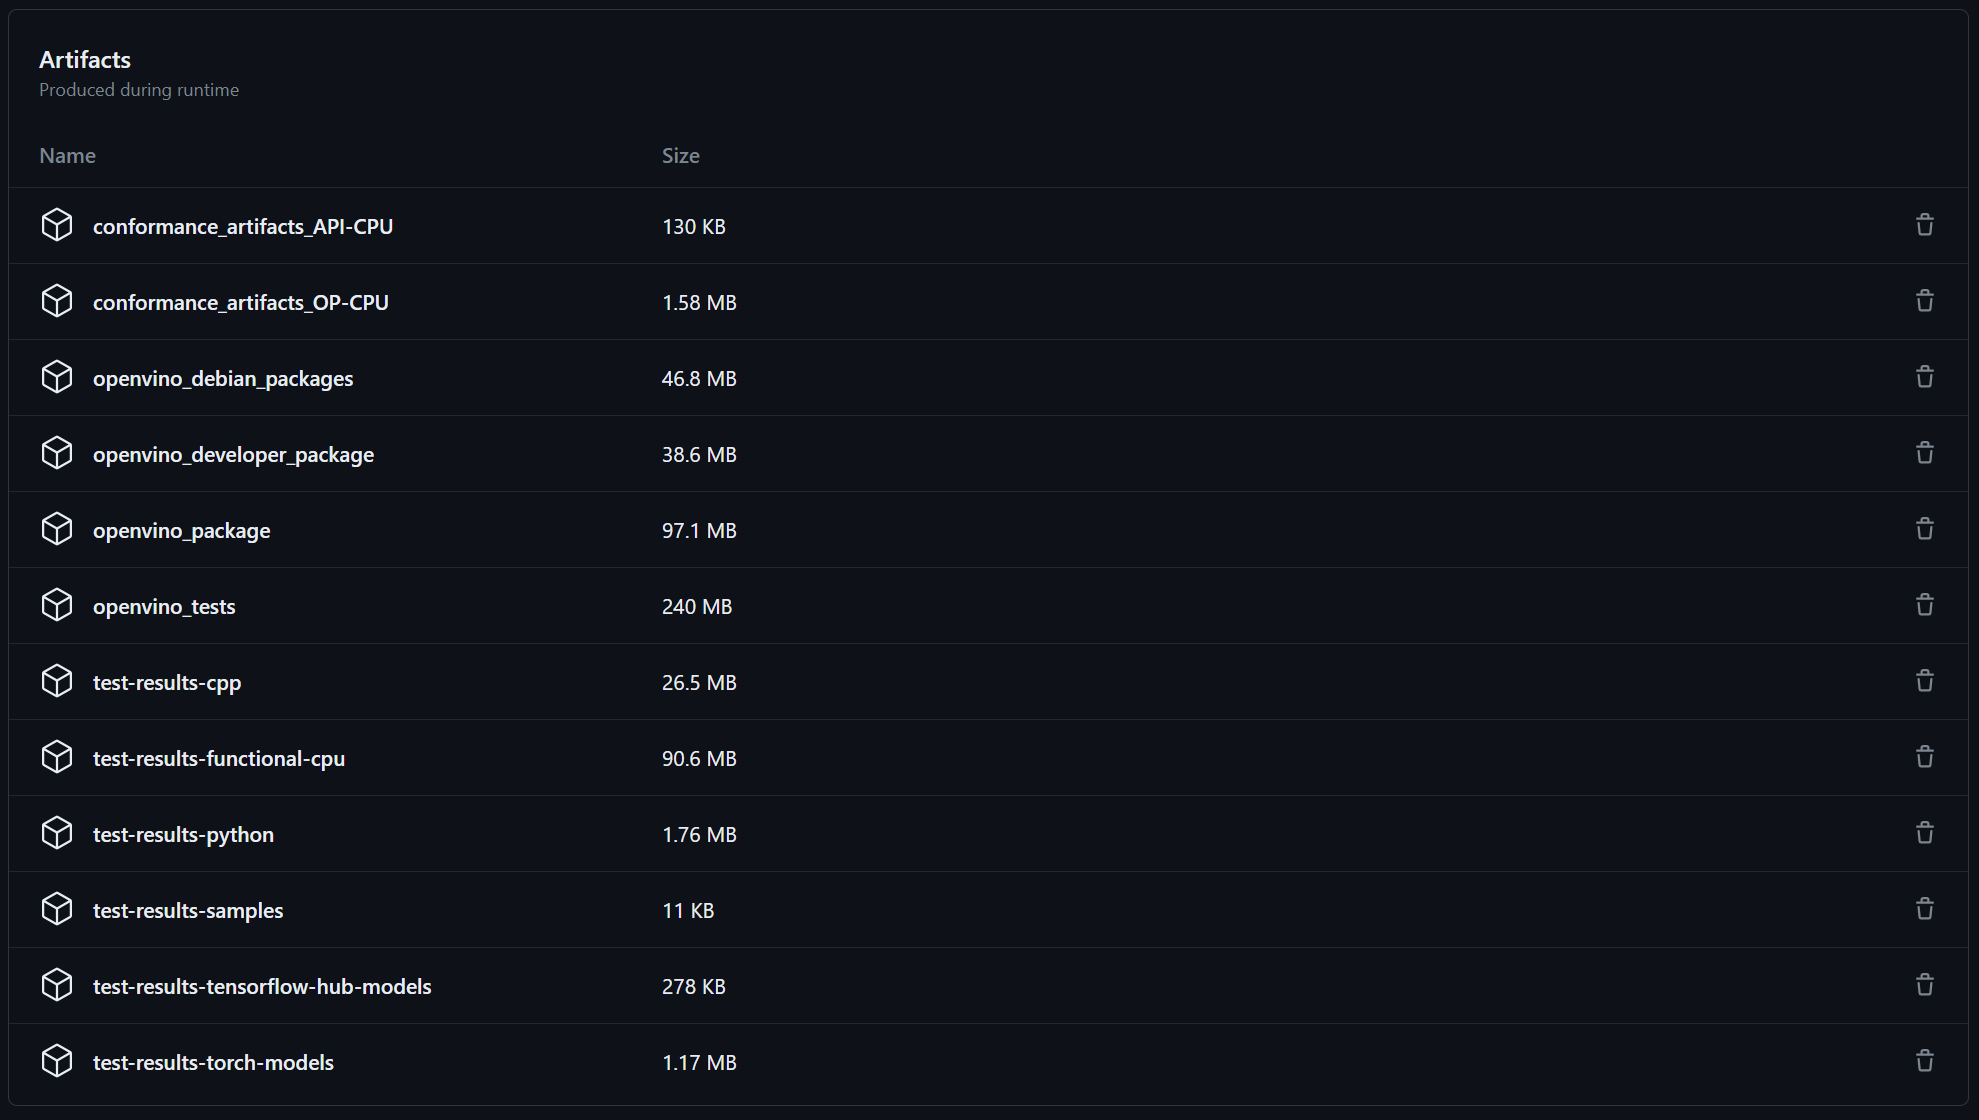 Artifacts
Produced during runtime
Name Size
conformance_artifacts_API-CPU 130 KB
conformance_artifacts_OP-CPU 1.58 MB
openvino_debian_packages 46.8 MB
openvino_developer_package 38.6 MB
openvino_package 97.1 MB
openvino_tests 240 MB
test-results-cpp 26.5 MB
test-results-functional-cpu 90.6 MB
test-results-python 1.76 MB
test-results-samples 11 KB
test-results-tensorflow-hub-models 278 KB
test-results-torch-models 1.17 MB